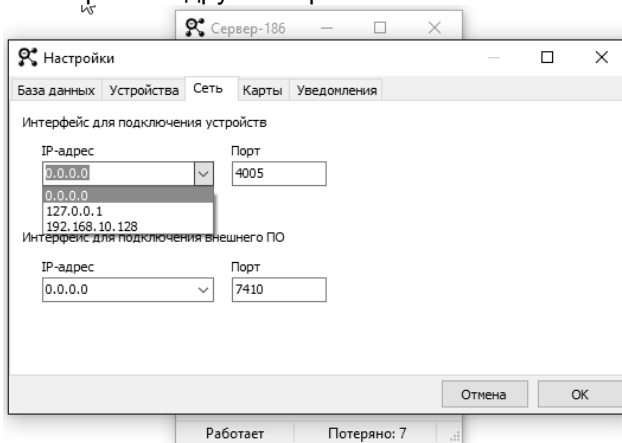 Сервер-186
Настройки
База данных Устройства Сеть Карты Уведомления
Интерфейс для подключения устройств
IP-адрес Порт
0.0.0.0 4005
0.0.0.0
127.0.0.1
192.168.10.128
Интерфейс для подключения внешнего ПО
IP-адрес Порт
0.0.0.0 7410
Отмена OK
Работает Потеряно: 7